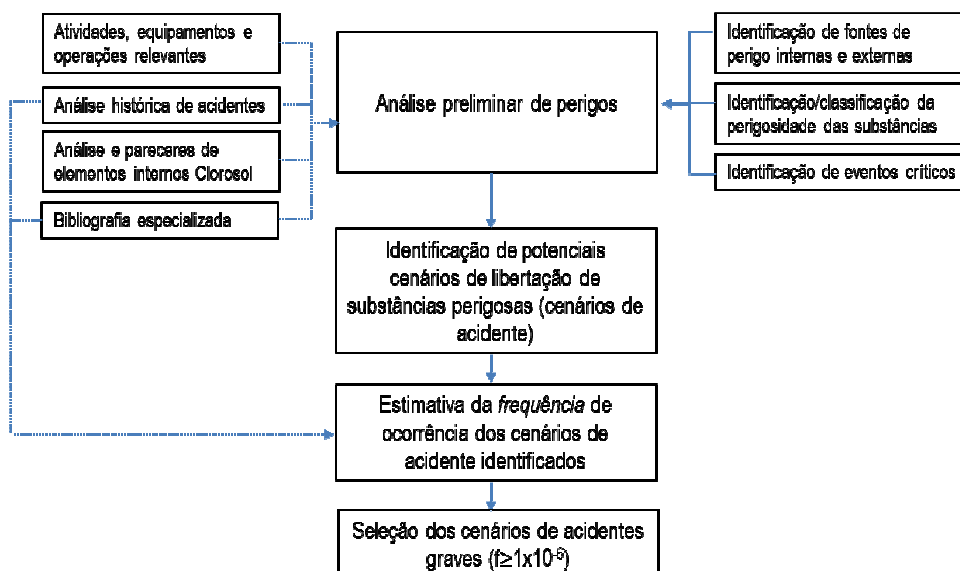 Atividades, equipamentos e
operações relevantes
Análise histórica de acidentes
Análise e pareceres de
elementos internos Clorosol
Bibliografia especializada
Análise preliminar de perigos
Identificação de fontes de
perigo internas e externas
Identificação/classificação da
perigosidade das substâncias
Identificação de eventos críticos
Identificação de potenciais
cenários de libertação de
substâncias perigosas (cenários de
acidente)
Estimativa da frequência de
ocorrência dos cenários de
acidente identificados
Seleção dos cenários de acidentes
graves (f≥1x10⁻⁶)